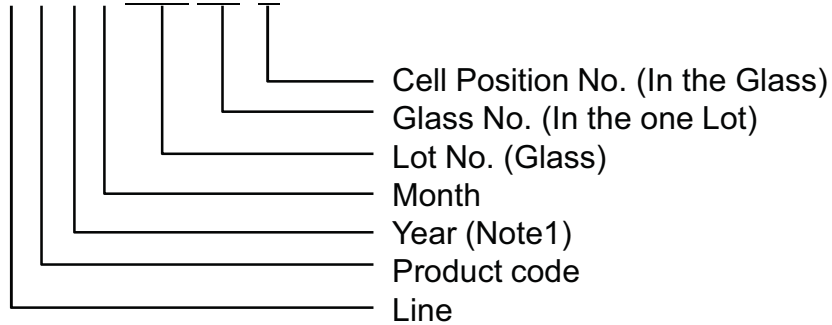 Cell Position No. (In the Glass)
Glass No. (In the one Lot)
Lot No. (Glass)
Month
Year (Note1)
Product code
Line